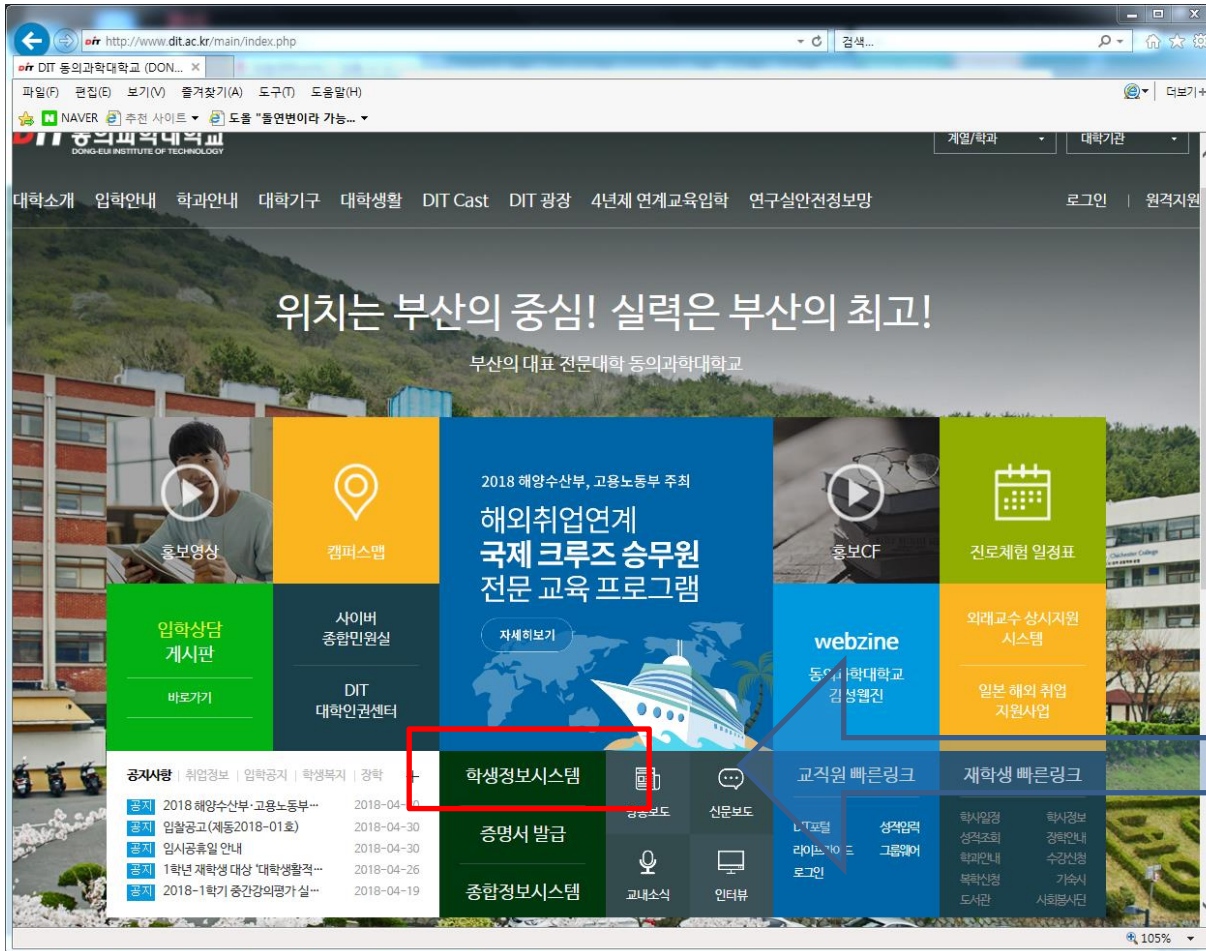 DIT http://www.dit.ac.kr/main/index.php
검색...
DIT DIT 동의과학대학교 (DON...
파일(F) 편집(E) 보기(V) 즐겨찾기(A) 도구(T) 도움말(H)
더보기
N NAVER 추천 사이트 도올 "돌연변이라 가능...
DIT 동의과학대학교
DONG-EUI INSTITUTE OF TECHNOLOGY
계열/학과 대학기관
대학소개 입학안내 학과안내 대학기구 대학생활 DIT Cast DIT 광장 4년제 연계교육입학 연구실안전정보망 로그인 | 원격지원
위치는 부산의 중심! 실력은 부산의 최고!
부산의 대표 전문대학 동의과학대학교
홍보영상
캠퍼스맵
2018 해양수산부, 고용노동부 주최
해외취업연계
국제 크루즈 승무원
전문 교육 프로그램
자세히보기
홍보CF
진로체험 일정표
입학상담
게시판
바로가기
사이버
종합민원실
DIT
대학인권센터
webzine
동의과학대학교
감성웹진
외래교수 상시지원
시스템
일본 해외 취업
지원사업
Chichester College
공지사항 | 취업정보 | 입학공지 | 학생복지 | 장학 +
공지 2018 해양수산부·고용노동부··· 2018-04-30
공지 입찰공고(제동2018-01호) 2018-04-30
공지 임시공휴일 안내 2018-04-30
공지 1학년 재학생 대상 '대학생활적··· 2018-04-26
공지 2018-1학기 중간강의평가 실··· 2018-04-19
학생정보시스템
증명서 발급
종합정보시스템
신문보도
교내소식
인터뷰
교직원 빠른링크
DIT포털 성적입력
그룹웨어
로그인
재학생 빠른링크
학사일정 학사정보
성적조회 장학안내
학과안내 수강신청
복학신청 기숙사
도서관 사회봉사단
105%